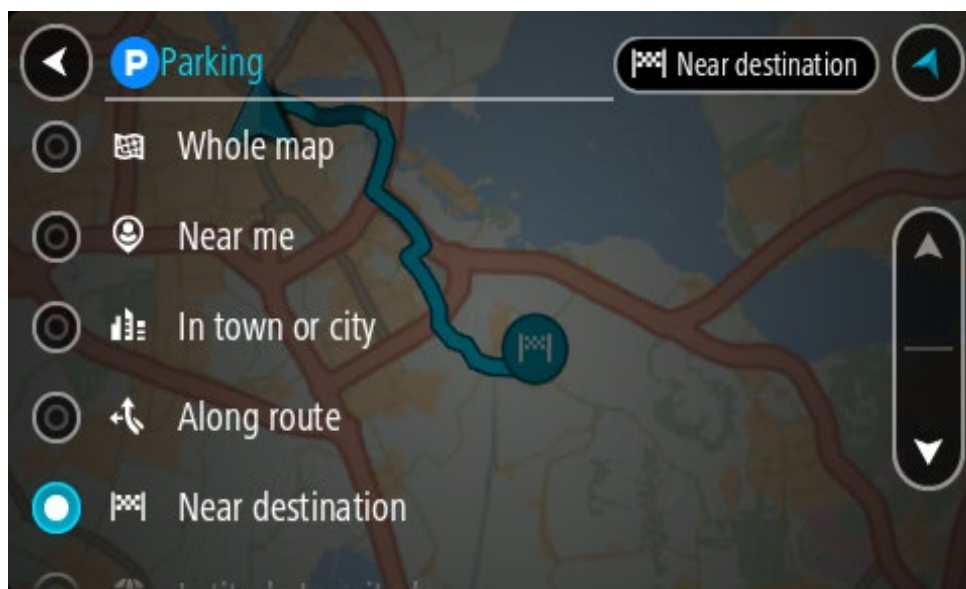 P Parking
Near destination
Whole map
Near me
In town or city
Along route
Near destination